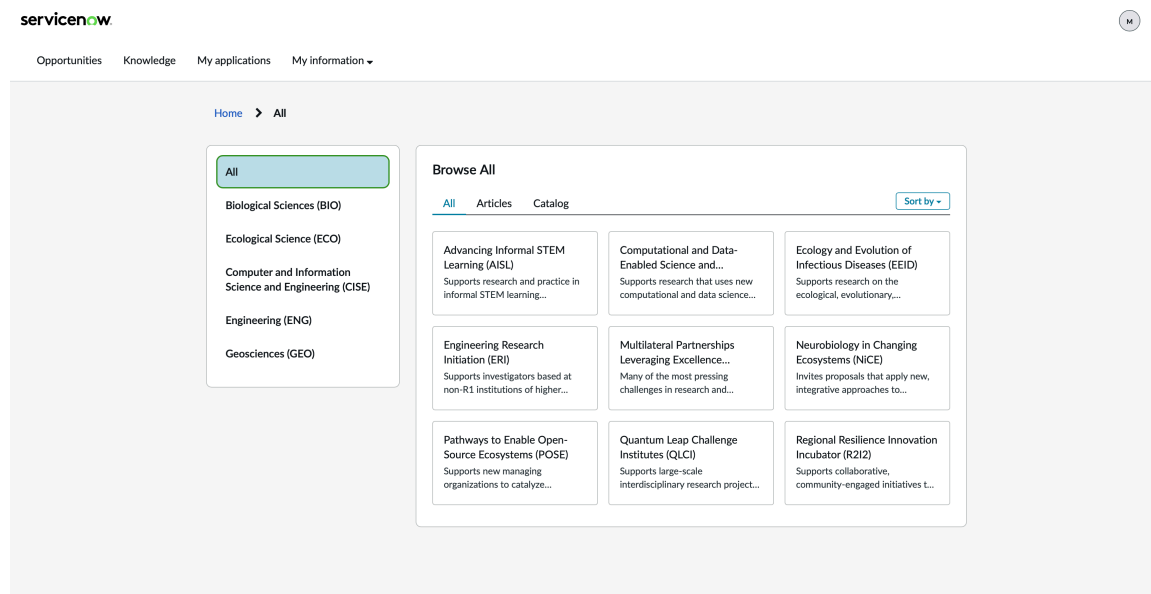 servicenow.
M
Opportunities Knowledge My applications My information
Home All
All
Biological Sciences (BIO)
Ecological Science (ECO)
Computer and Information
Science and Engineering (CISE)
Engineering (ENG)
Geosciences (GEO)
Browse All
All Articles Catalog Sort by
Advancing Informal STEM
Learning (AISL)
Supports research and practice in
informal STEM learning...
Computational and Data-
Enabled Science and...
Supports research that uses new
computational and data science...
Ecology and Evolution of
Infectious Diseases (EEID)
Supports research on the
ecological, evolutionary,...
Engineering Research
Initiation (ERI)
Supports investigators based at
non-R1 institutions of higher...
Multilateral Partnerships
Leveraging Excellence...
Many of the most pressing
challenges in research and...
Neurobiology in Changing
Ecosystems (NiCE)
Invites proposals that apply new,
integrative approaches to...
Pathways to Enable Open-
Source Ecosystems (POSE)
Supports new managing
organizations to catalyze...
Quantum Leap Challenge
Institutes (QLCI)
Supports large-scale
interdisciplinary research project...
Regional Resilience Innovation
Incubator (R2I2)
Supports collaborative,
community-engaged initiatives t...